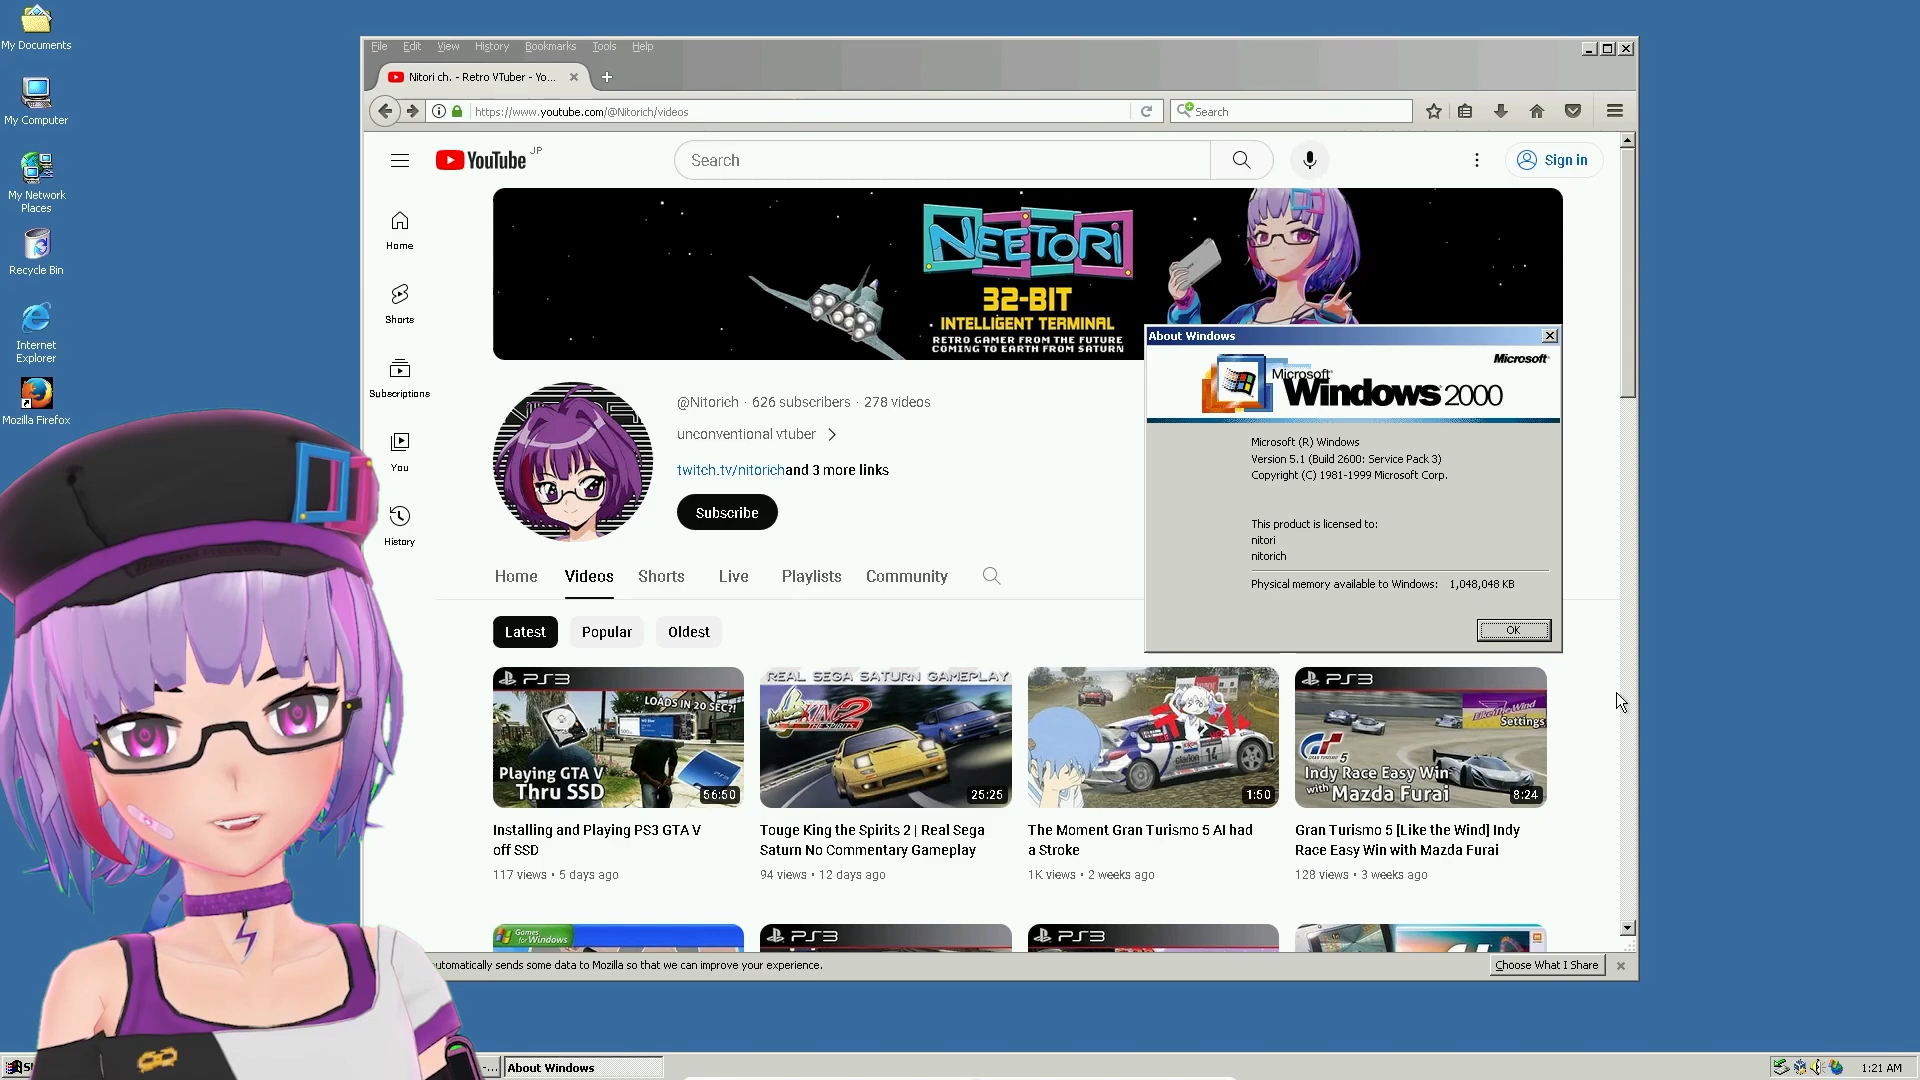 My Documents
My Computer
My Network
Places
Recycle Bin
Internet
Explorer
Mozilla Firefox
File Edit View History Bookmarks Tools Help
Nitori ch. - Retro VTuber - Yo...
https://www.youtube.com/@Nitorich/videos
Search
YouTube JP
Search
Sign in
Home
Shorts
Subscriptions
You
History
NEETORI
32-BIT
INTELLIGENT TERMINAL
RETRO GAMER FROM THE FUTURE
COMING TO EARTH FROM SATURN
@Nitorich · 626 subscribers · 278 videos
unconventional vtuber
twitch.tv/nitorichand 3 more links
Subscribe
Home Videos Shorts Live Playlists Community
Latest Popular Oldest
About Windows
Microsoft
Microsoft
Windows 2000
Microsoft (R) Windows
Version 5.1 (Build 2600: Service Pack 3)
Copyright (C) 1981-1999 Microsoft Corp.
This product is licensed to:
nitori
nitorich
Physical memory available to Windows: 1,048,048 KB
OK
PS3
LOADS IN 20 SEC?!
Playing GTA V
Thru SSD
56:50
Installing and Playing PS3 GTA V
off SSD
117 views • 5 days ago
REAL SEGA SATURN GAMEPLAY
KING 2
THE SPIRITS
25:25
Touge King the Spirits 2 | Real Sega
Saturn No Commentary Gameplay
94 views • 12 days ago
14
1:50
The Moment Gran Turismo 5 AI had
a Stroke
1K views • 2 weeks ago
PS3
Like The Wind
Settings
5
Indy Race Easy Win
with Mazda Furai
8:24
Gran Turismo 5 [Like the Wind] Indy
Race Easy Win with Mazda Furai
128 views • 3 weeks ago
Games
for Windows
PS3
PS3
utomatically sends some data to Mozilla so that we can improve your experience.
Choose What I Share
-...
About Windows
1:21 AM